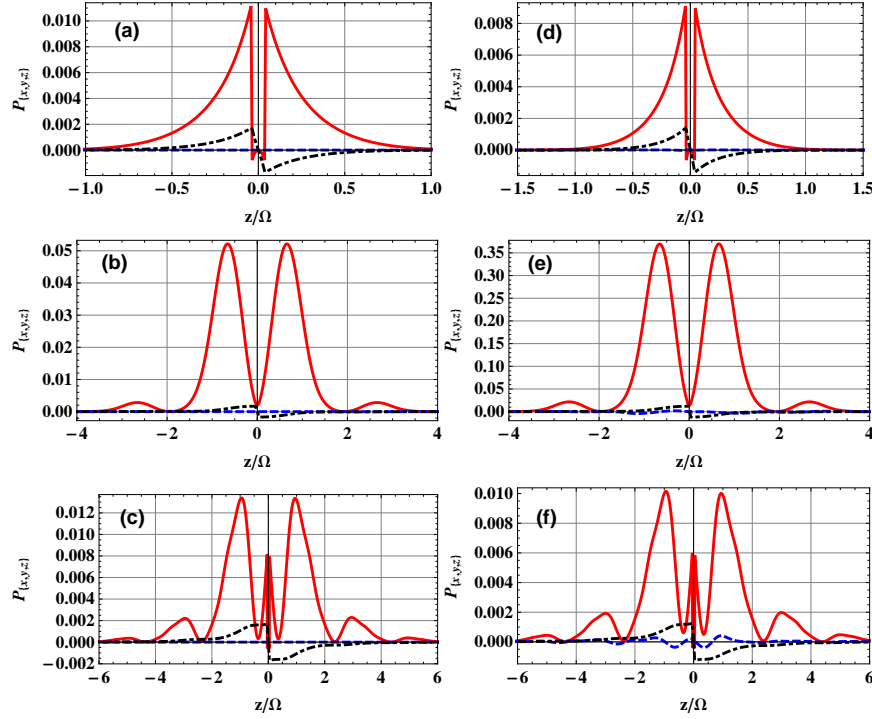 (a)
P{x,y,z}
0.010
0.008
0.006
0.004
0.002
0.000
−1.0 −0.5 0.0 0.5 1.0
z/Ω
(d)
P{x,y,z}
0.008
0.006
0.004
0.002
0.000
−1.5 −1.0 −0.5 0.0 0.5 1.0 1.5
z/Ω
(b)
P{x,y,z}
0.05
0.04
0.03
0.02
0.01
0.00
−4 −2 0 2 4
z/Ω
(e)
P{x,y,z}
0.35
0.30
0.25
0.20
0.15
0.10
0.05
0.00
−4 −2 0 2 4
z/Ω
(c)
P{x,y,z}
0.012
0.010
0.008
0.006
0.004
0.002
0.000
−0.002
−6 −4 −2 0 2 4 6
z/Ω
(f)
P{x,y,z}
0.010
0.008
0.006
0.004
0.002
0.000
−6 −4 −2 0 2 4 6
z/Ω